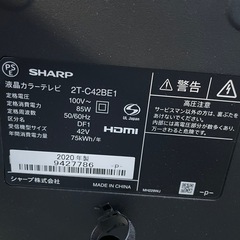 PS
E
SHARP
液晶カラーテレビ 2T-C42BE1
定格電圧 100V~
定格消費電力 85W
定格周波数 50/60Hz
区分名 DF1
受信機型サイズ 42V
年間消費電力量 75kWh/年
UL Japan
HDMI
警告
高圧注意
サービスマン以外の方は、裏ぶたをあけないでください。
内部には高電圧部分が数多くあり、万一さわると危険です。
2020 年製
9427786 -p-
シャープ株式会社 MADE IN CHINA
-p-